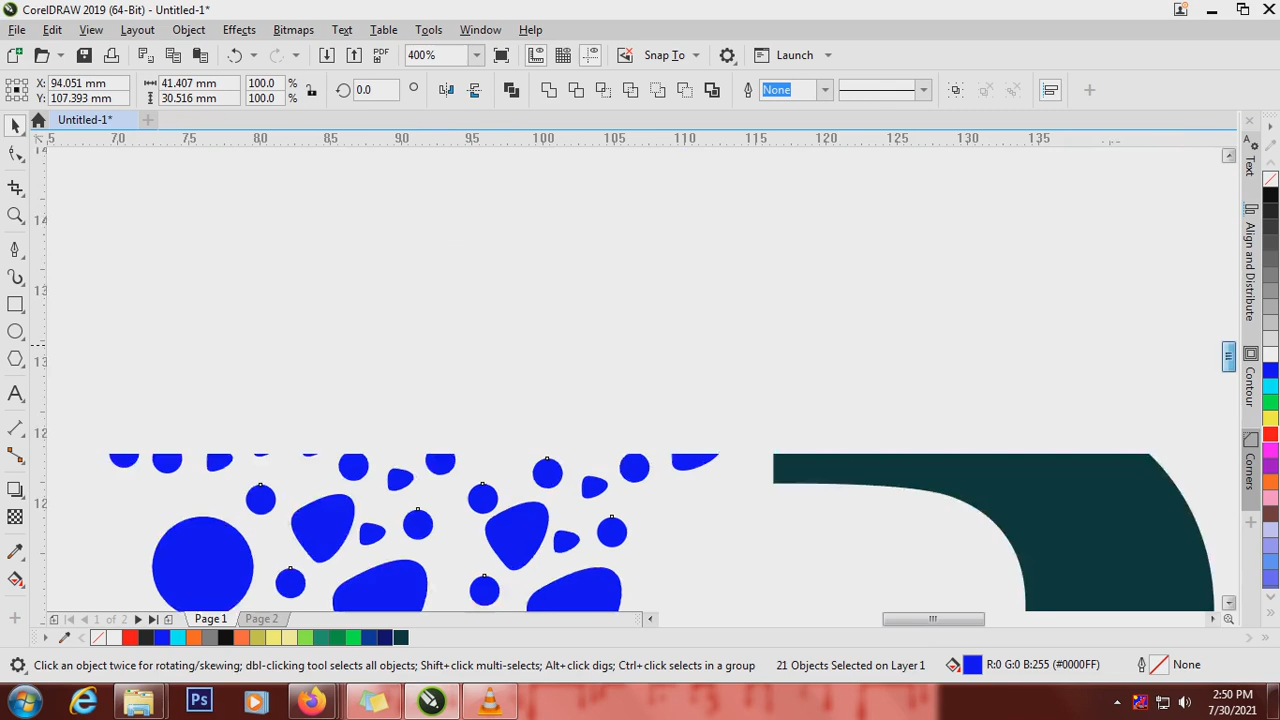 CorelDRAW 2019 (64-Bit) - Untitled-1*
File Edit View Layout Object Effects Bitmaps Text Table Tools Window Help
PDF 400% Snap To Launch
X: 94.051 mm 41.407 mm 100.0 %
Y: 107.393 mm 30.516 mm 100.0 %
0.0 None
Untitled-1*
5 70 75 80 85 90 95 100 105 110 115 120 125 130 135
Text
Align and Distribute
Contour
Corners
1 of 2 Page 1 Page 2
Click an object twice for rotating/skewing; dbl-clicking tool selects all objects; Shift+click multi-selects; Alt+click digs; Ctrl+click selects in a group 21 Objects Selected on Layer 1 R:0 G:0 B:255 (#0000FF) None
Ps
2:50 PM
7/30/2021